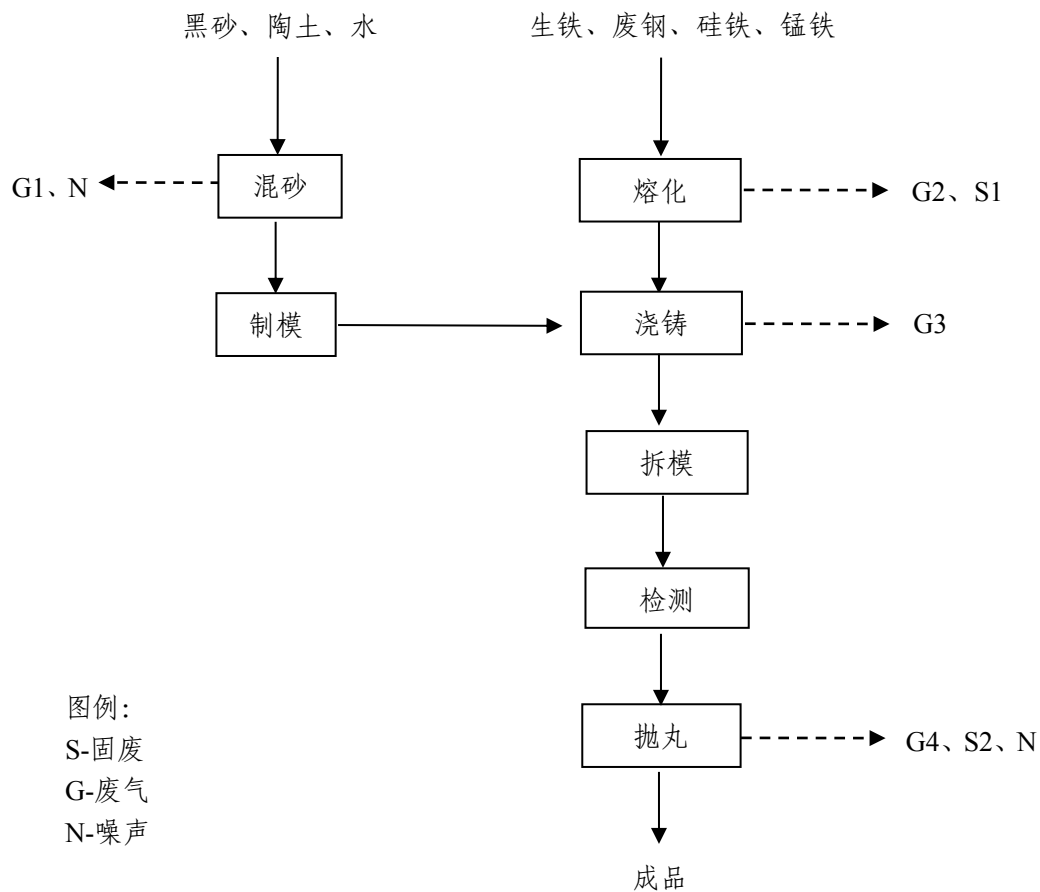 黑砂、陶土、水
生铁、废钢、硅铁、锰铁
G1、N
混砂
熔化
G2、S1
制模
浇铸
G3
拆模
检测
抛丸
G4、S2、N
成品
图例：
S-固废
G-废气
N-噪声